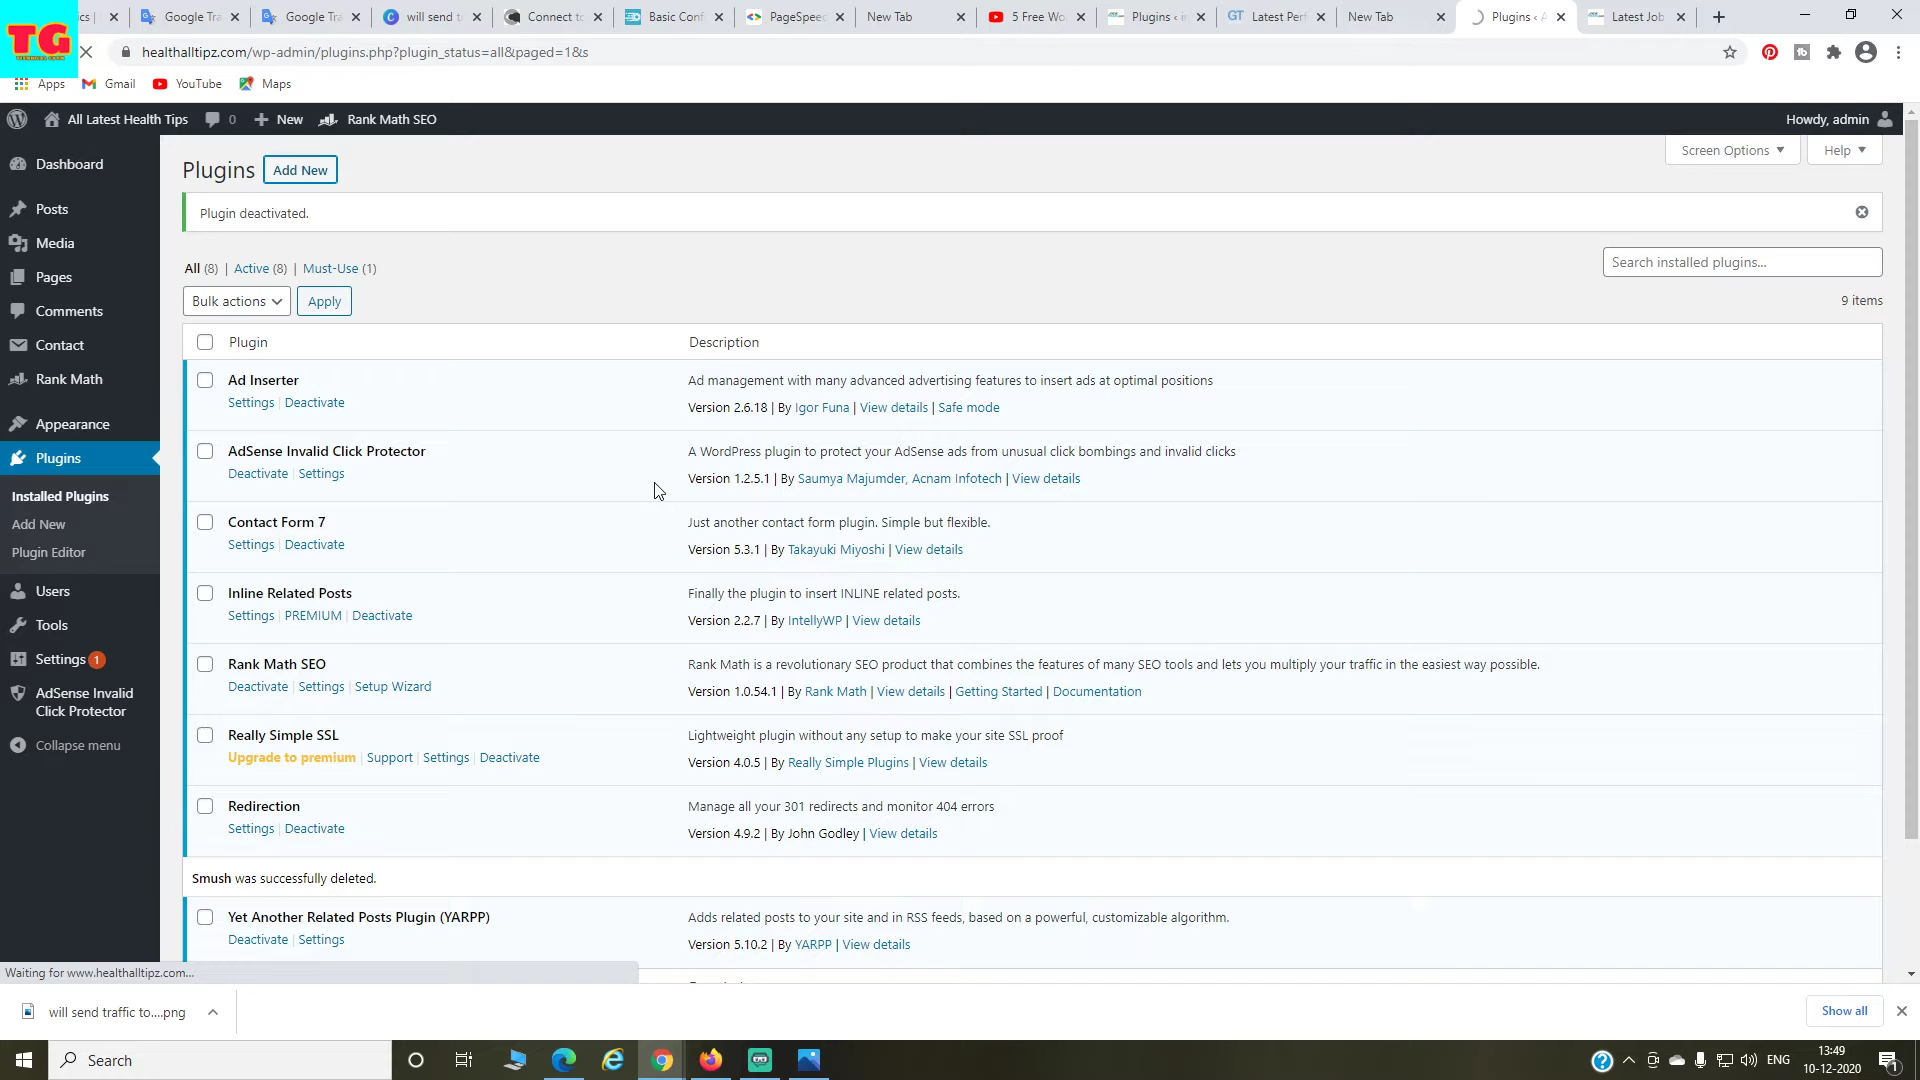 Google Tra
Google Tra
will send t
Connect to
Basic Conf
PageSpeed
New Tab
5 Free Wo
Plugins < in
Latest Per
New Tab
Plugins < A
Latest Job
TG
healthalltipz.com/wp-admin/plugins.php?plugin_status=all&paged=1&s
Apps
Gmail
YouTube
Maps
All Latest Health Tips
0
New
Rank Math SEO
Howdy, admin
Dashboard
Posts
Media
Pages
Comments
Contact
Rank Math
Appearance
Plugins
Installed Plugins
Add New
Plugin Editor
Users
Tools
Settings 1
AdSense Invalid
Click Protector
Collapse menu
Screen Options
Help
Plugins Add New
Plugin deactivated.
All (8) | Active (8) | Must-Use (1)
Search installed plugins...
Bulk actions
Apply
9 items
Plugin
Description
Ad Inserter
Settings | Deactivate
Ad management with many advanced advertising features to insert ads at optimal positions
Version 2.6.18 | By Igor Funa | View details | Safe mode
AdSense Invalid Click Protector
Deactivate | Settings
A WordPress plugin to protect your AdSense ads from unusual click bombings and invalid clicks
Version 1.2.5.1 | By Saumya Majumder, Acnam Infotech | View details
Contact Form 7
Settings | Deactivate
Just another contact form plugin. Simple but flexible.
Version 5.3.1 | By Takayuki Miyoshi | View details
Inline Related Posts
Settings | PREMIUM | Deactivate
Finally the plugin to insert INLINE related posts.
Version 2.2.7 | By IntellyWP | View details
Rank Math SEO
Deactivate | Settings | Setup Wizard
Rank Math is a revolutionary SEO product that combines the features of many SEO tools and lets you multiply your traffic in the easiest way possible.
Version 1.0.54.1 | By Rank Math | View details | Getting Started | Documentation
Really Simple SSL
Upgrade to premium | Support | Settings | Deactivate
Lightweight plugin without any setup to make your site SSL proof
Version 4.0.5 | By Really Simple Plugins | View details
Redirection
Settings | Deactivate
Manage all your 301 redirects and monitor 404 errors
Version 4.9.2 | By John Godley | View details
Smush was successfully deleted.
Yet Another Related Posts Plugin (YARPP)
Deactivate | Settings
Adds related posts to your site and in RSS feeds, based on a powerful, customizable algorithm.
Version 5.10.2 | By YARPP | View details
Waiting for www.healthalltipz.com...
will send traffic to....png
Show all
Search
ENG
13:49
10-12-2020
1